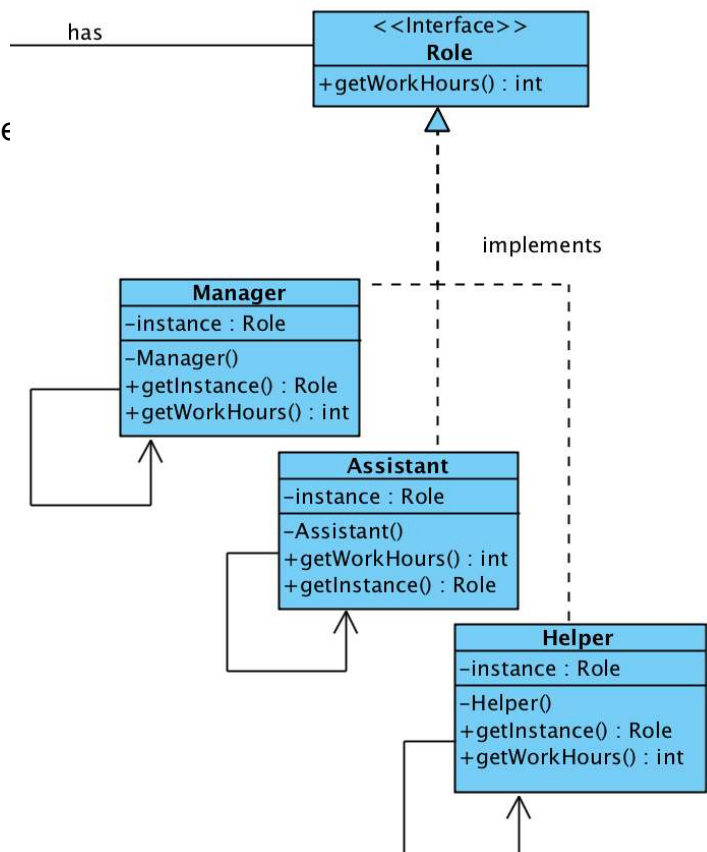 has
<<Interface>>
Role
+getWorkHours() : int
e
implements
Manager
-instance : Role
-Manager()
+getInstance() : Role
+getWorkHours() : int
Assistant
-instance : Role
-Assistant()
+getWorkHours() : int
+getInstance() : Role
Helper
-instance : Role
-Helper()
+getInstance() : Role
+getWorkHours() : int